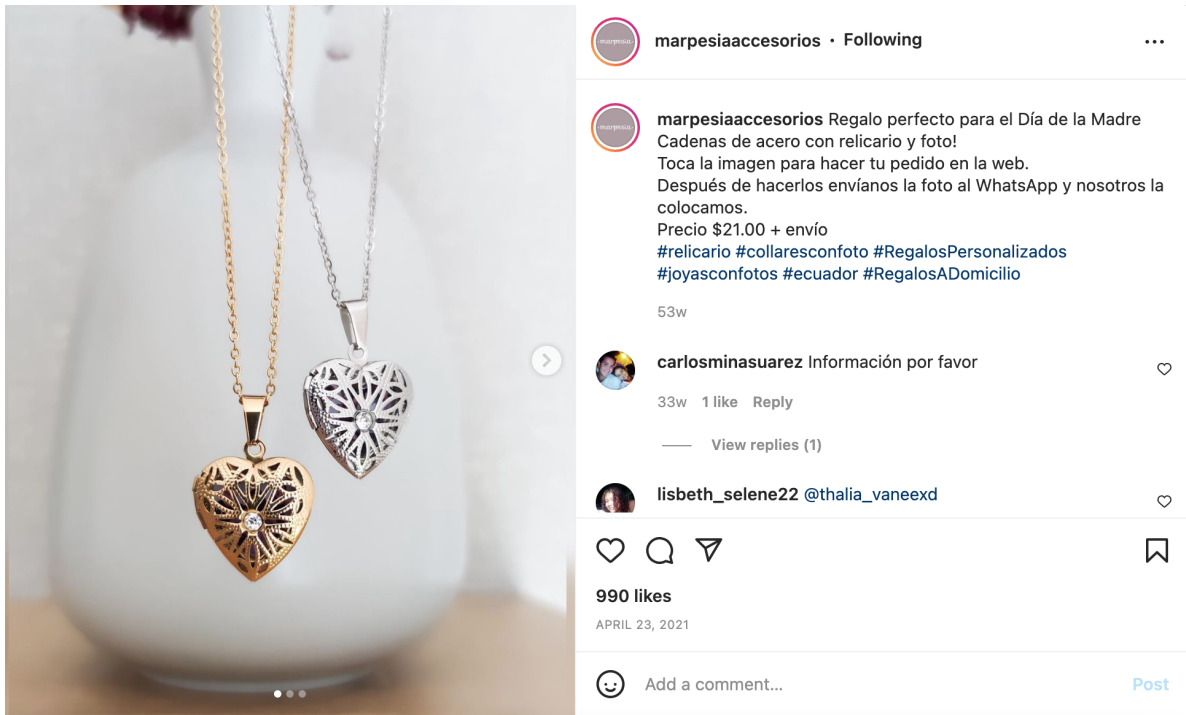 marpesia
marpesiaaccesorios • Following
marpesia
marpesiaaccesorios Regalo perfecto para el Día de la Madre
Cadenas de acero con relicario y foto!
Toca la imagen para hacer tu pedido en la web.
Después de hacerlos envíanos la foto al WhatsApp y nosotros la
colocamos.
Precio $21.00 + envío
#relicario #collaresconfoto #RegalosPersonalizados
#joyasconfotos #ecuador #RegalosADomicilio
53w
carlosminasuarez Información por favor
33w 1 like Reply
View replies (1)
lisbeth_selene22 @thalia_vaneexd
990 likes
APRIL 23, 2021
Add a comment...
Post